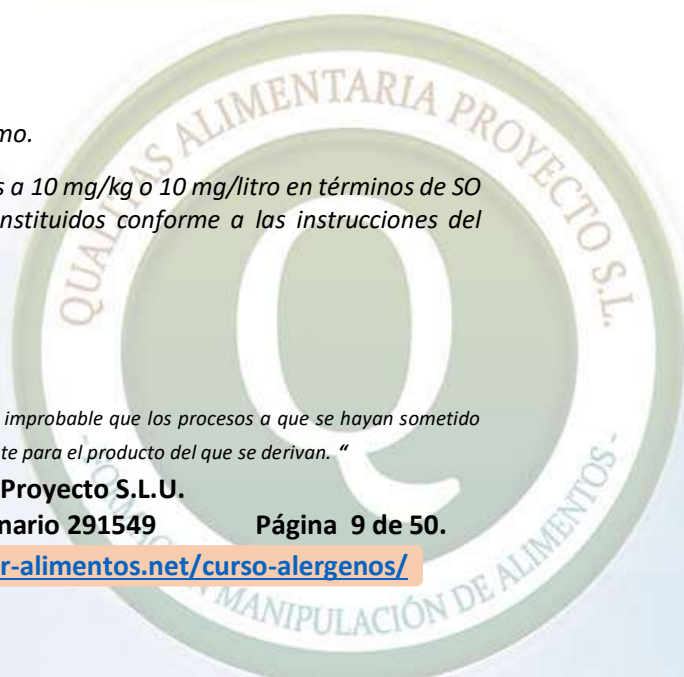 mo.
s a 10 mg/kg o 10 mg/litro en términos de SO
nstituidos conforme a las instrucciones del
improbable que los procesos a que se hayan sometido
te para el producto del que se derivan. “
Proyecto S.L.U.
nario 291549 Página 9 de 50.
r-alimentos.net/curso-alergenos/
QUALITAS ALIMENTARIA PROYECTO S.L.
Q
MANIPULACIÓN DE ALIMENTOS -